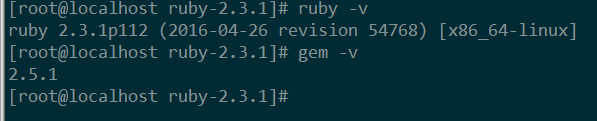 [root@localhost ruby-2.3.1]# ruby -v
ruby 2.3.1p112 (2016-04-26 revision 54768) [x86_64-linux]
[root@localhost ruby-2.3.1]# gem -v
2.5.1
[root@localhost ruby-2.3.1]#